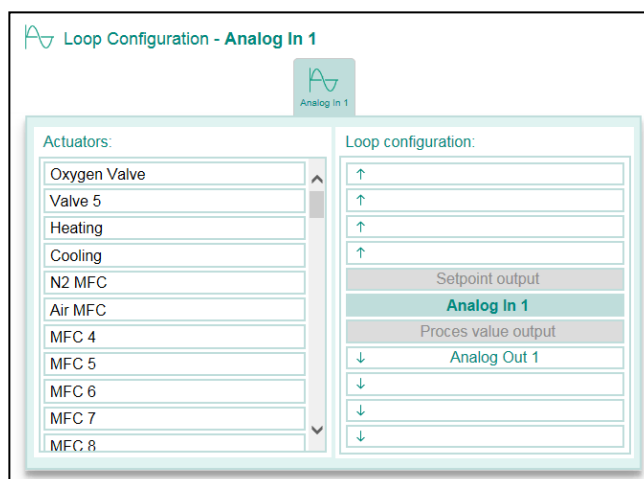 Loop Configuration - Analog In 1
Analog In 1
Actuators:
Oxygen Valve
Valve 5
Heating
Cooling
N2 MFC
Air MFC
MFC 4
MFC 5
MFC 6
MFC 7
MFC 8
Loop configuration:
↑
↑
↑
↑
Setpoint output
Analog In 1
Proces value output
↓ Analog Out 1
↓
↓
↓